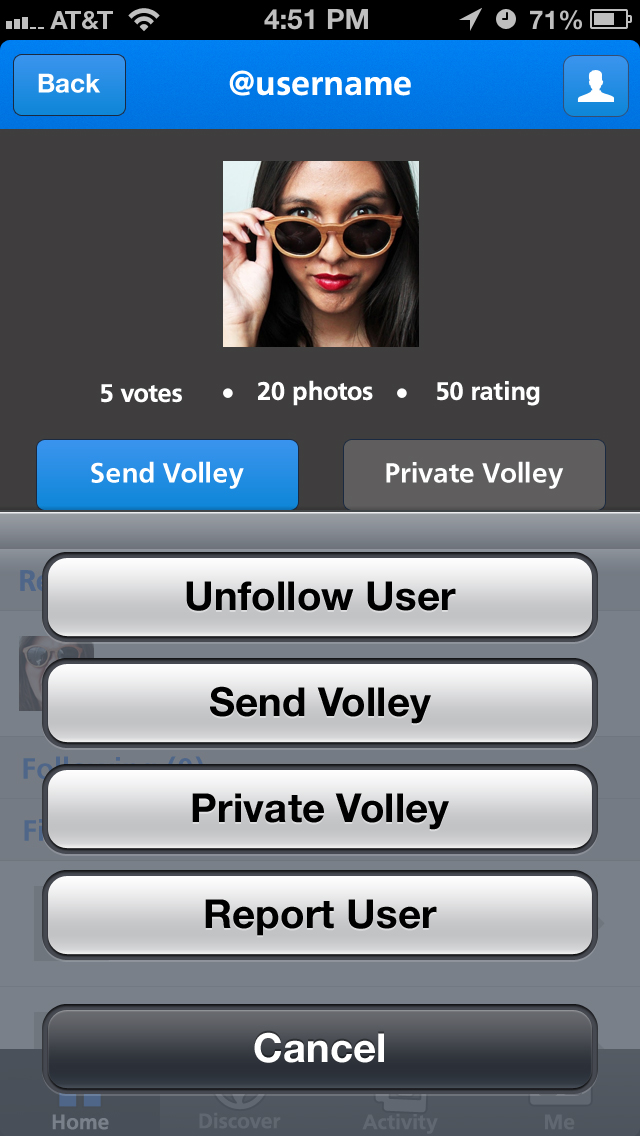 AT&T 4:51 PM 71%
Back @username
5 votes • 20 photos • 50 rating
Send Volley Private Volley
Unfollow User
Send Volley
Private Volley
Report User
Cancel
Home Discover Activity Me